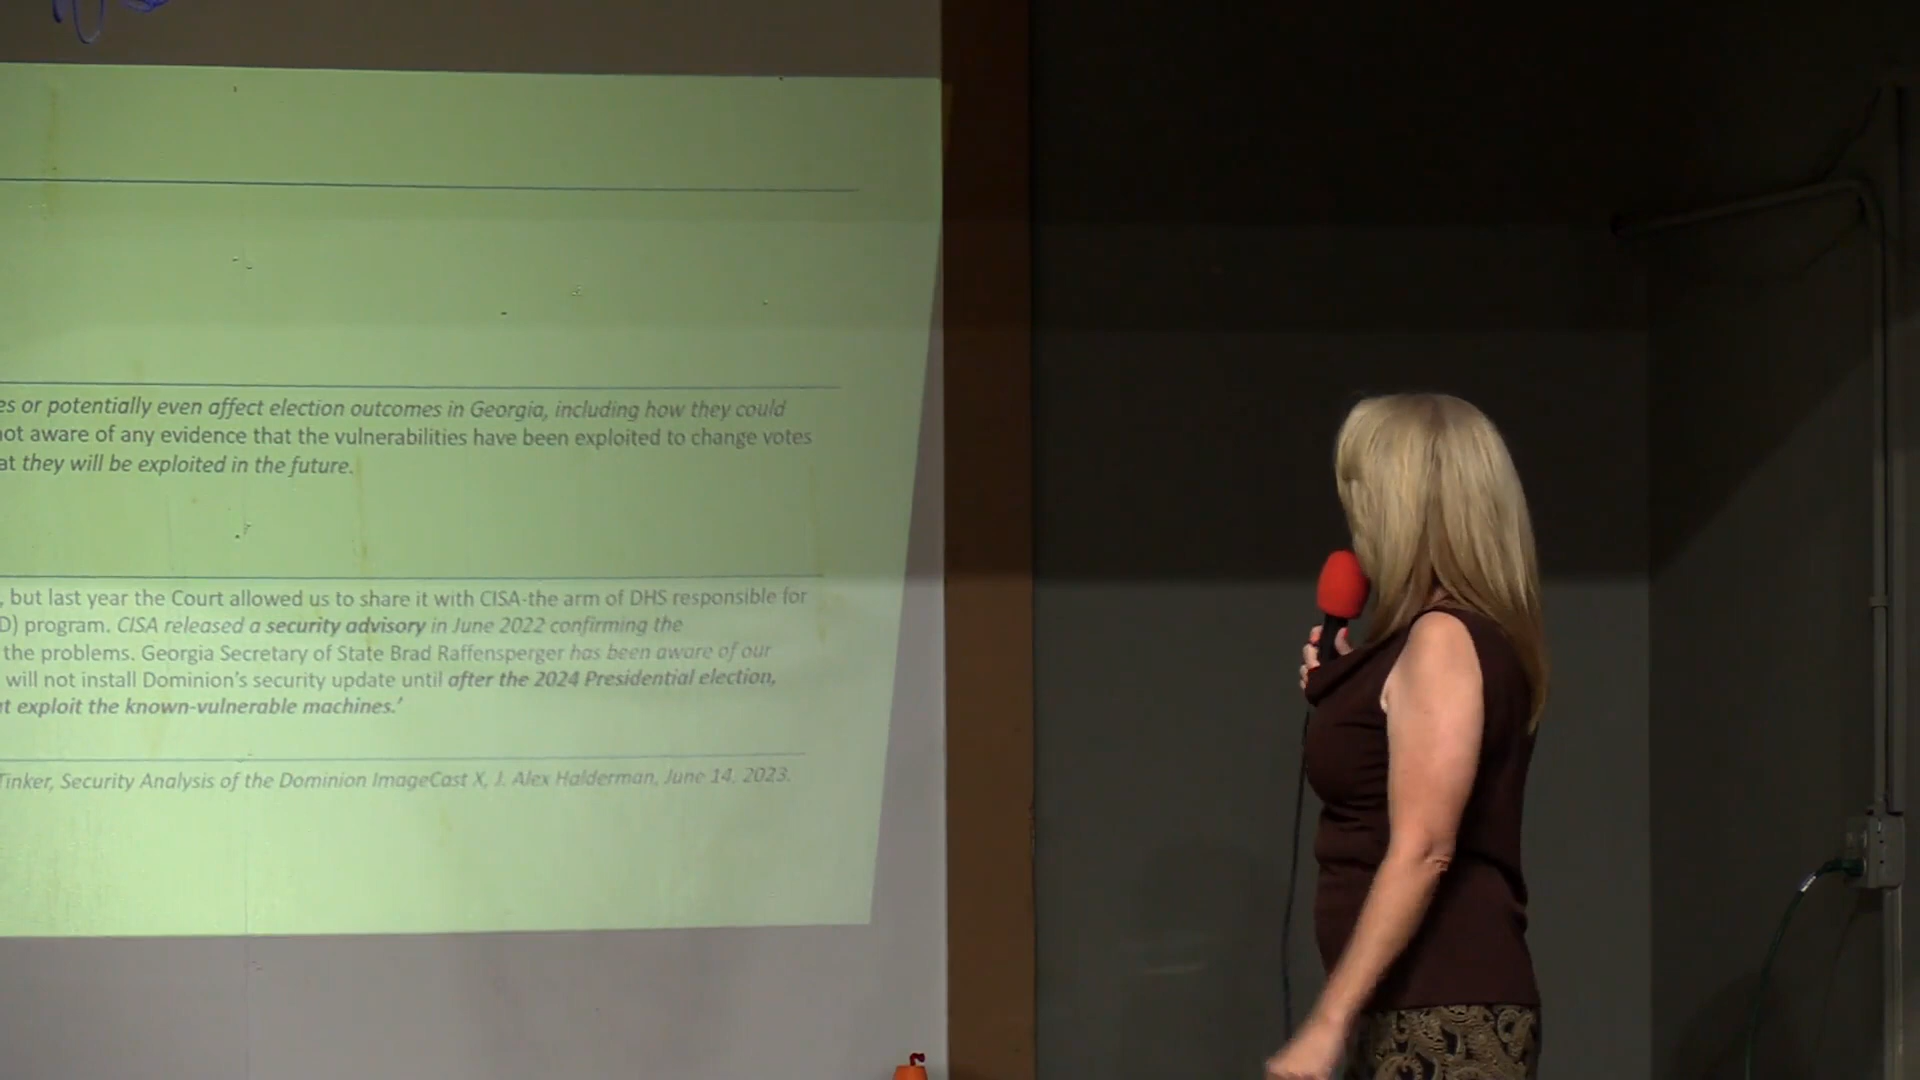 es or potentially even affect election outcomes in Georgia, including how they could
not aware of any evidence that the vulnerabilities have been exploited to change votes
at they will be exploited in the future.
, but last year the Court allowed us to share it with CISA-the arm of DHS responsible for
D) program. CISA released a security advisory in June 2022 confirming the
the problems. Georgia Secretary of State Brad Raffensperger has been aware of our
will not install Dominion's security update until after the 2024 Presidential election,
t exploit the known-vulnerable machines.'
Tinker, Security Analysis of the Dominion ImageCast X, J. Alex Halderman, June 14, 2023.